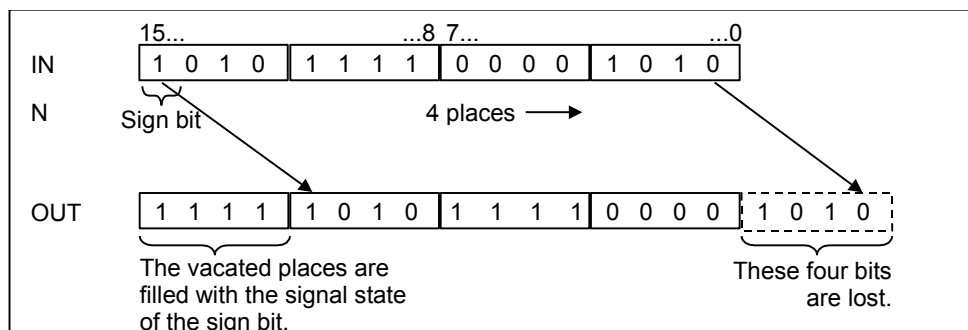 15... ...8 7... ...0
IN 1 0 1 0 1 1 1 1 0 0 0 0 1 0 1 0
N Sign bit 4 places
OUT 1 1 1 1 1 0 1 0 1 1 1 1 0 0 0 0 1 0 1 0
The vacated places are
filled with the signal state
of the sign bit.
These four bits
are lost.